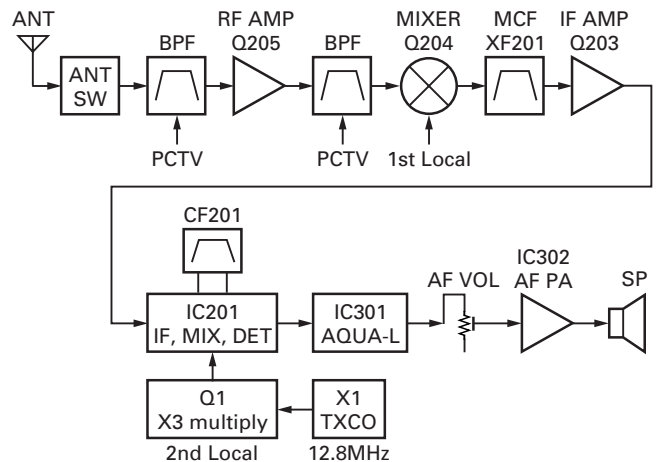 ANT
ANT
SW
BPF
PCTV
RF AMP
Q205
BPF
PCTV
MIXER
Q204
1st Local
MCF
XF201
IF AMP
Q203
CF201
IC201
IF, MIX, DET
IC301
AQUA-L
AF VOL
IC302
AF PA
SP
Q1
X3 multiply
2nd Local
X1
TXCO
12.8MHz